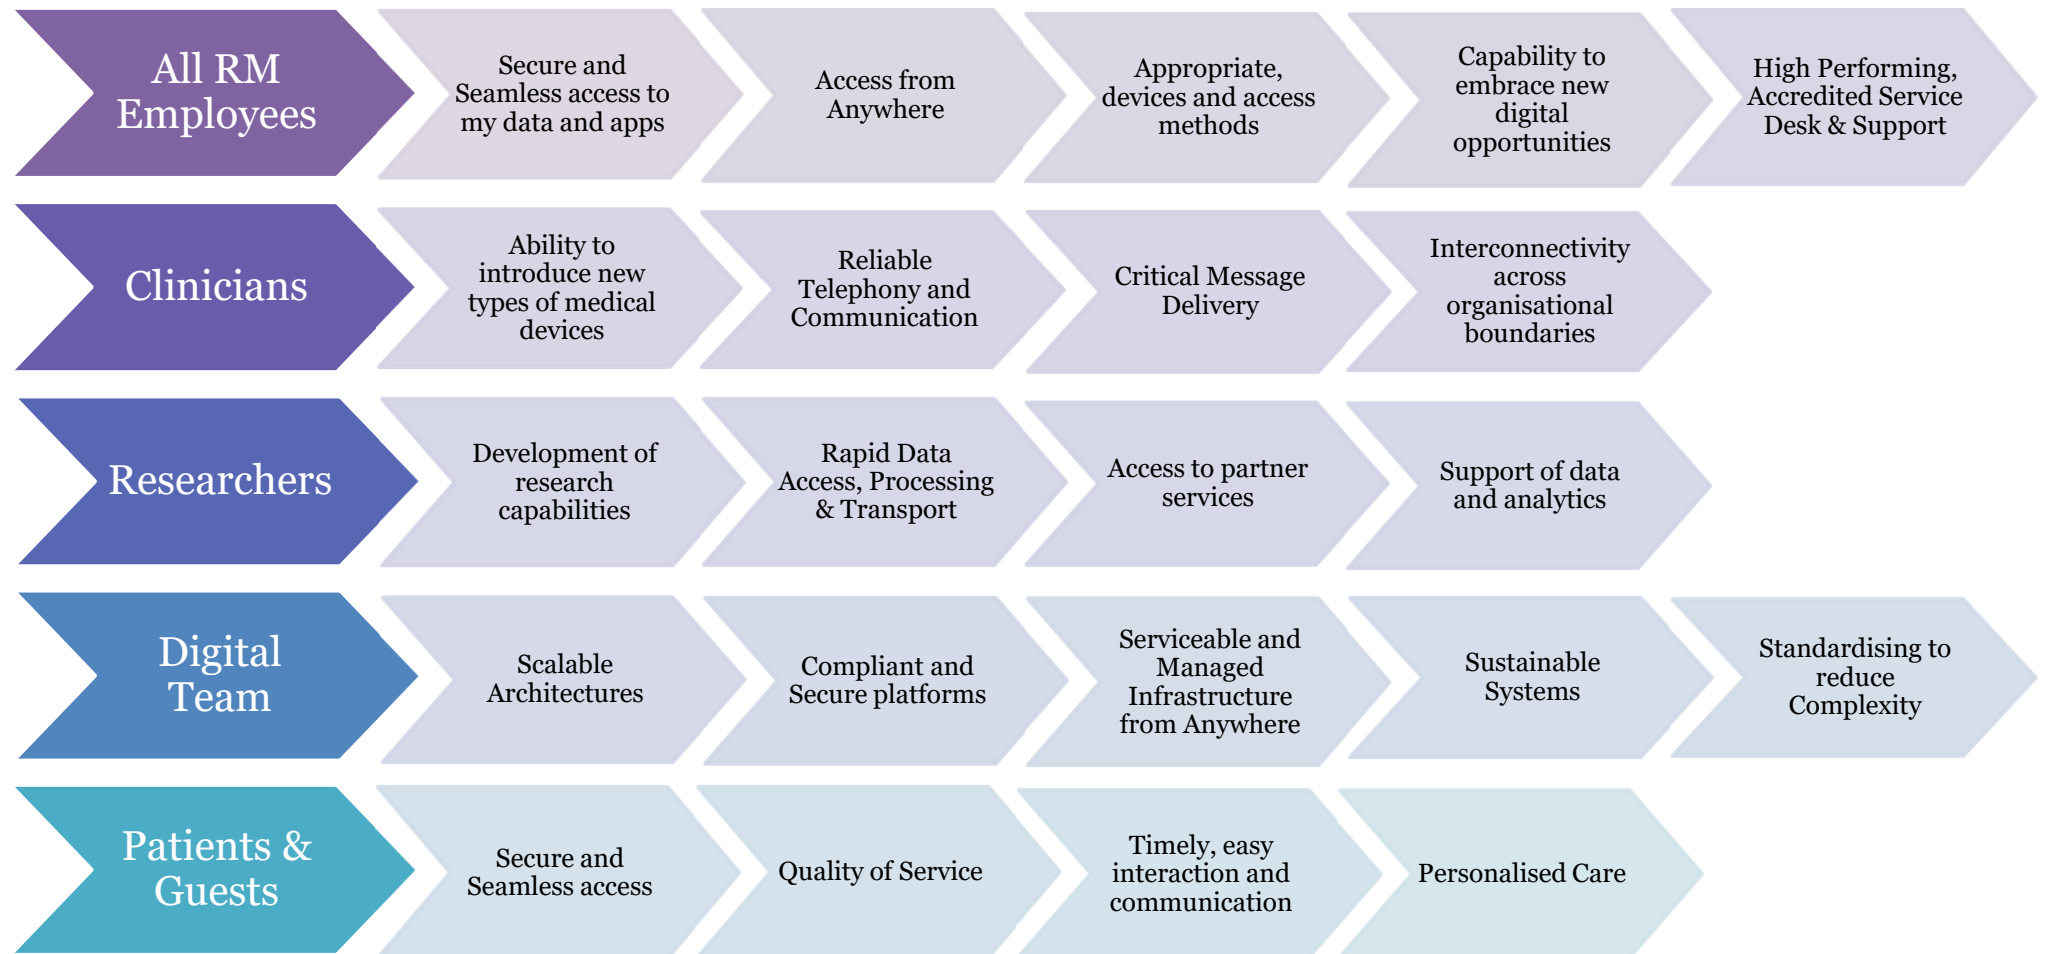 All RM
Employees
Secure and
Seamless access to
my data and apps
Access from
Anywhere
Appropriate,
devices and access
methods
Capability to
embrace new
digital
opportunities
High Performing,
Accredited Service
Desk & Support
Clinicians
Ability to
introduce new
types of medical
devices
Reliable
Telephony and
Communication
Critical Message
Delivery
Interconnectivity
across
organisational
boundaries
Researchers
Development of
research
capabilities
Rapid Data
Access, Processing
& Transport
Access to partner
services
Support of data
and analytics
Digital
Team
Scalable
Architectures
Compliant and
Secure platforms
Serviceable and
Managed
Infrastructure
from Anywhere
Sustainable
Systems
Standardising to
reduce
Complexity
Patients &
Guests
Secure and
Seamless access
Quality of Service
Timely, easy
interaction and
communication
Personalised Care